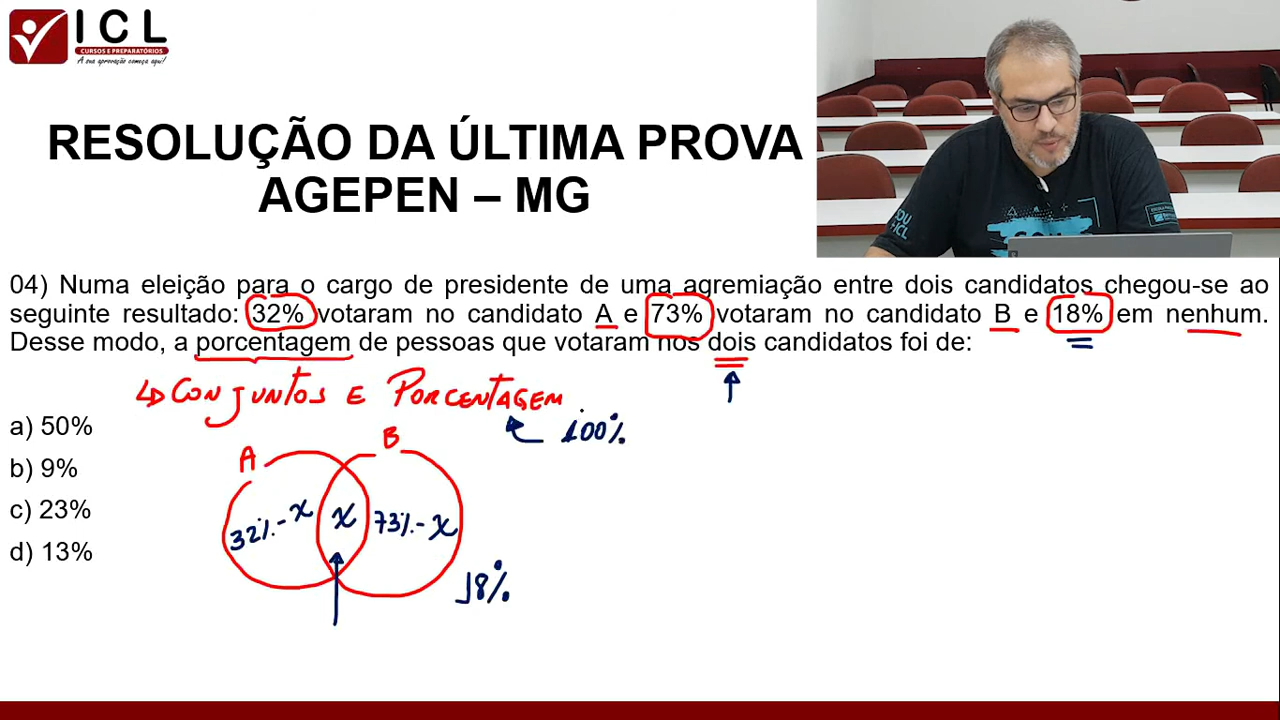 ICL
CURSOS E PREPARATÓRIOS
A sua aprovação começa aqui!
RESOLUÇÃO DA ÚLTIMA PROVA
AGEPEN – MG
SOU
+ICL
04) Numa eleição para o cargo de presidente de uma agremiação entre dois candidatos chegou-se ao
seguinte resultado: 32% votaram no candidato A e 73% votaram no candidato B e 18% em nenhum.
Desse modo, a porcentagem de pessoas que votaram nos dois candidatos foi de:
CONJUNTOS E PORCENTAGEM
100%
a) 50%
b) 9%
c) 23%
d) 13%
A B
32%-x x 73%-x
18%